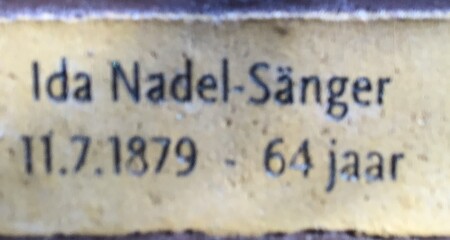 Ida Nadel-Sänger
11.7.1879 - 64 jaar